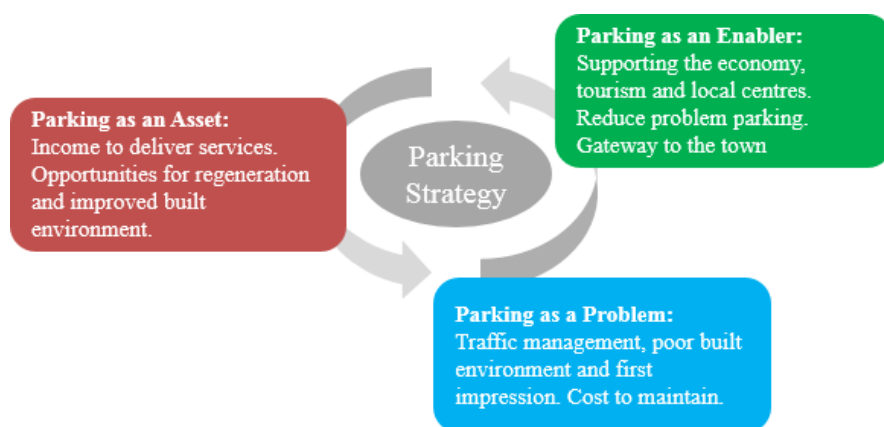 Parking as an Enabler:
Supporting the economy,
tourism and local centres.
Reduce problem parking.
Gateway to the town
Parking as an Asset:
Income to deliver services.
Opportunities for regeneration
and improved built
environment.
Parking
Strategy
Parking as a Problem:
Traffic management, poor built
environment and first
impression. Cost to maintain.